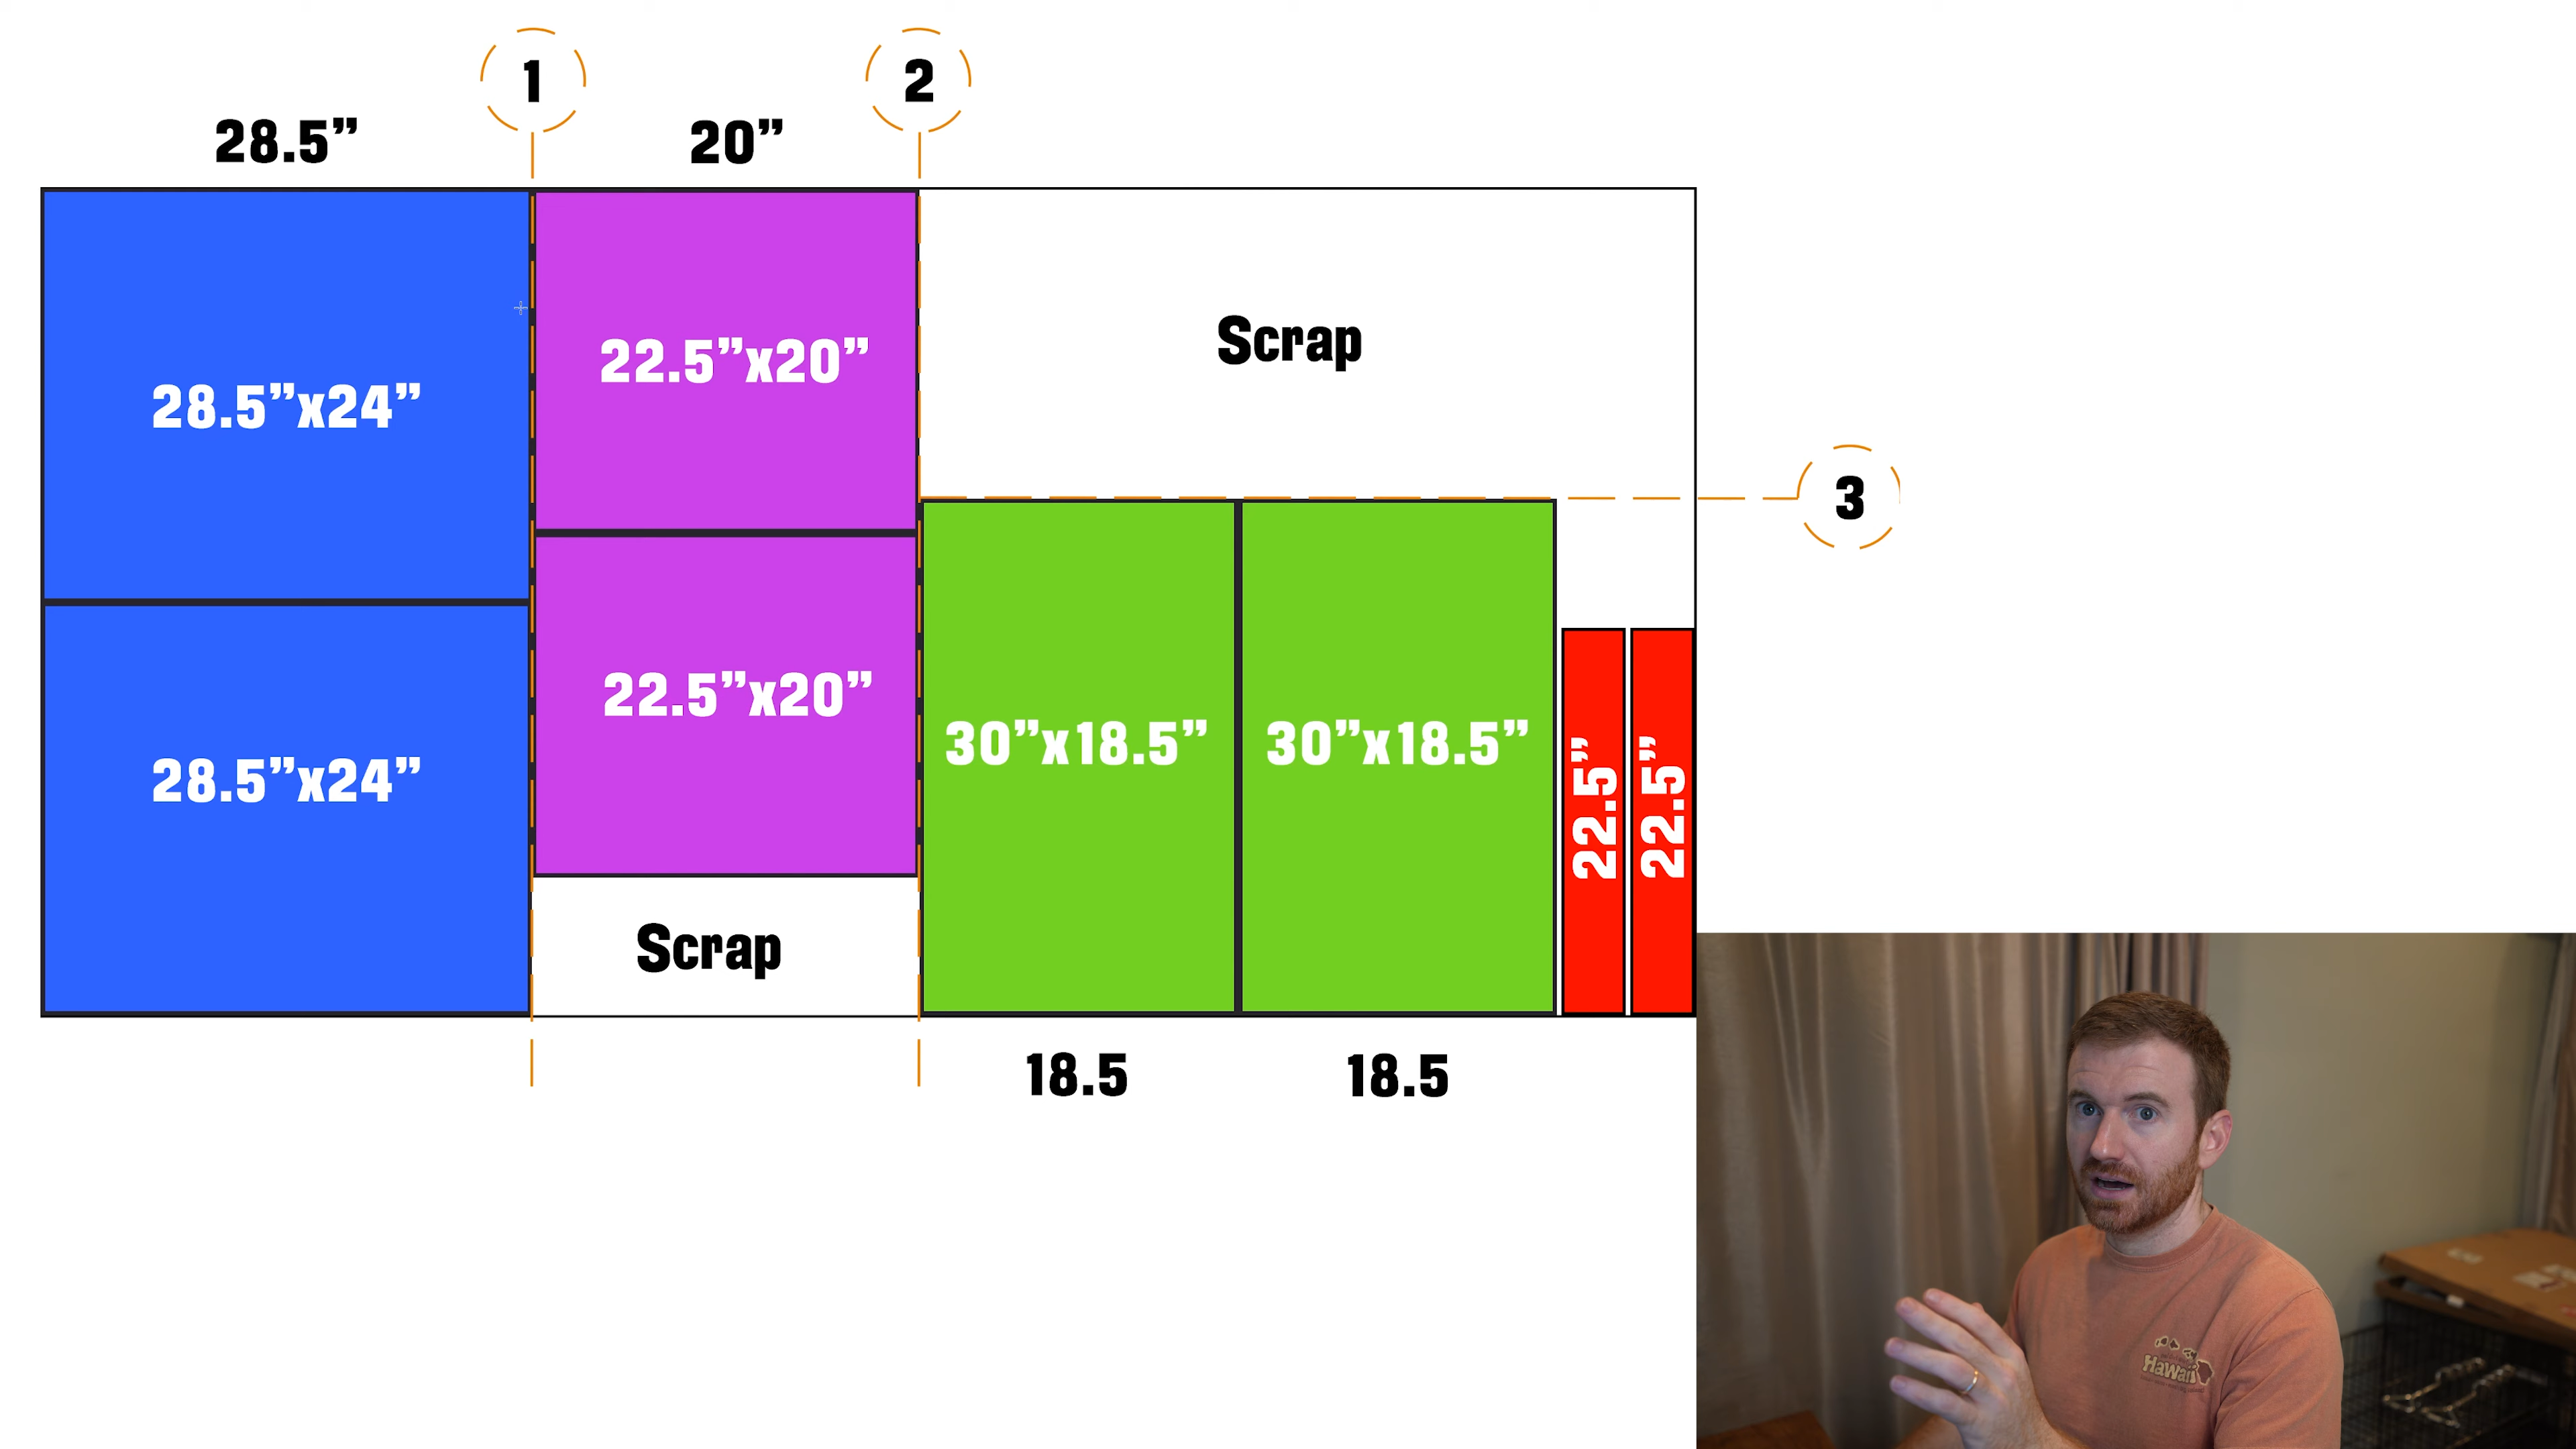 1
2
28.5”
20”
28.5”x24”
22.5”x20”
Scrap
3
28.5”x24”
22.5”x20”
30”x18.5”
30”x18.5”
22.5”
22.5”
Scrap
18.5
18.5
Hawaii